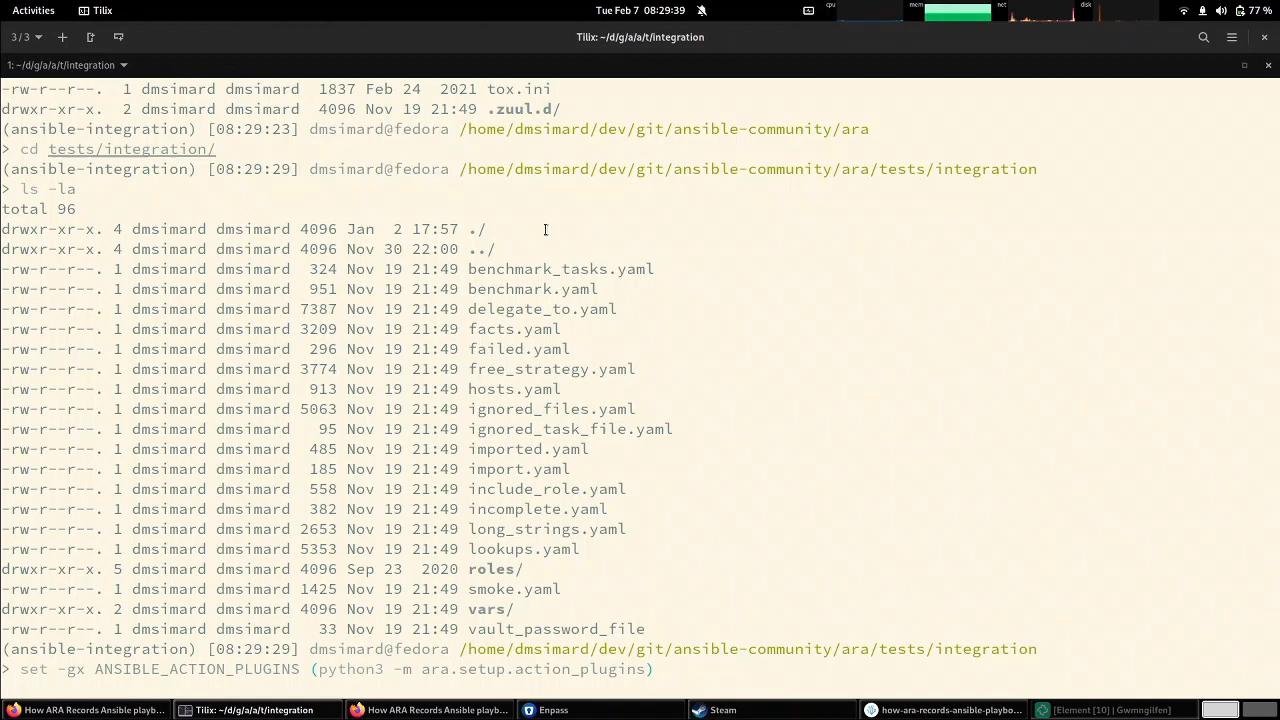 Activities Tilix Tue Feb 7 08:29:39 cpu mem net disk 77 %
3/3 Tilix: ~/d/g/a/a/t/integration
1: ~/d/g/a/a/t/integration
-rw-r--r--. 1 dmsimard dmsimard 1837 Feb 24 2021 tox.ini
drwxr-xr-x. 2 dmsimard dmsimard 4096 Nov 19 21:49 .zuul.d/
(ansible-integration) [08:29:23] dmsimard@fedora /home/dmsimard/dev/git/ansible-community/ara
> cd tests/integration/
(ansible-integration) [08:29:29] dmsimard@fedora /home/dmsimard/dev/git/ansible-community/ara/tests/integration
> ls -la
total 96
drwxr-xr-x. 4 dmsimard dmsimard 4096 Jan 2 17:57 ./
drwxr-xr-x. 4 dmsimard dmsimard 4096 Nov 30 22:00 ../
-rw-r--r--. 1 dmsimard dmsimard 324 Nov 19 21:49 benchmark_tasks.yaml
-rw-r--r--. 1 dmsimard dmsimard 951 Nov 19 21:49 benchmark.yaml
-rw-r--r--. 1 dmsimard dmsimard 7387 Nov 19 21:49 delegate_to.yaml
-rw-r--r--. 1 dmsimard dmsimard 3209 Nov 19 21:49 facts.yaml
-rw-r--r--. 1 dmsimard dmsimard 296 Nov 19 21:49 failed.yaml
-rw-r--r--. 1 dmsimard dmsimard 3774 Nov 19 21:49 free_strategy.yaml
-rw-r--r--. 1 dmsimard dmsimard 913 Nov 19 21:49 hosts.yaml
-rw-r--r--. 1 dmsimard dmsimard 5063 Nov 19 21:49 ignored_files.yaml
-rw-r--r--. 1 dmsimard dmsimard 95 Nov 19 21:49 ignored_task_file.yaml
-rw-r--r--. 1 dmsimard dmsimard 485 Nov 19 21:49 imported.yaml
-rw-r--r--. 1 dmsimard dmsimard 185 Nov 19 21:49 import.yaml
-rw-r--r--. 1 dmsimard dmsimard 558 Nov 19 21:49 include_role.yaml
-rw-r--r--. 1 dmsimard dmsimard 382 Nov 19 21:49 incomplete.yaml
-rw-r--r--. 1 dmsimard dmsimard 2653 Nov 19 21:49 long_strings.yaml
-rw-r--r--. 1 dmsimard dmsimard 5353 Nov 19 21:49 lookups.yaml
drwxr-xr-x. 5 dmsimard dmsimard 4096 Sep 23 2020 roles/
-rw-r--r--. 1 dmsimard dmsimard 1425 Nov 19 21:49 smoke.yaml
drwxr-xr-x. 2 dmsimard dmsimard 4096 Nov 19 21:49 vars/
-rw-r--r--. 1 dmsimard dmsimard 33 Nov 19 21:49 vault_password_file
(ansible-integration) [08:29:29] dmsimard@fedora /home/dmsimard/dev/git/ansible-community/ara/tests/integration
> set -gx ANSIBLE_ACTION_PLUGINS (python3 -m ara.setup.action_plugins)
How ARA Records Ansible playb... Tilix: ~/d/g/a/a/t/integration How ARA Records Ansible playb... Enpass Steam how-ara-records-ansible-playbo... [Element [10] | Gwmngilfen]